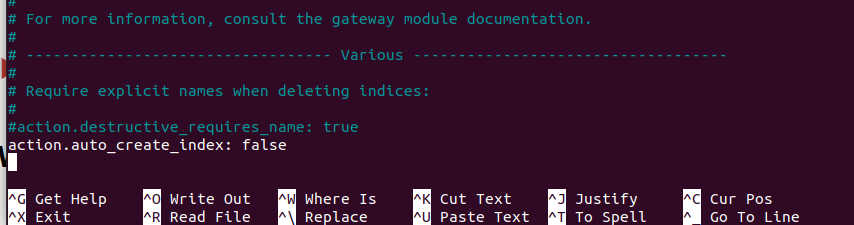 #
# For more information, consult the gateway module documentation.
#
# ---------------------------------- Various -----------------------------------
#
# Require explicit names when deleting indices:
#
#action.destructive_requires_name: true
action.auto_create_index: false
^G Get Help ^O Write Out ^W Where Is ^K Cut Text ^J Justify ^C Cur Pos
^X Exit ^R Read File ^\ Replace ^U Paste Text ^T To Spell ^_ Go To Line